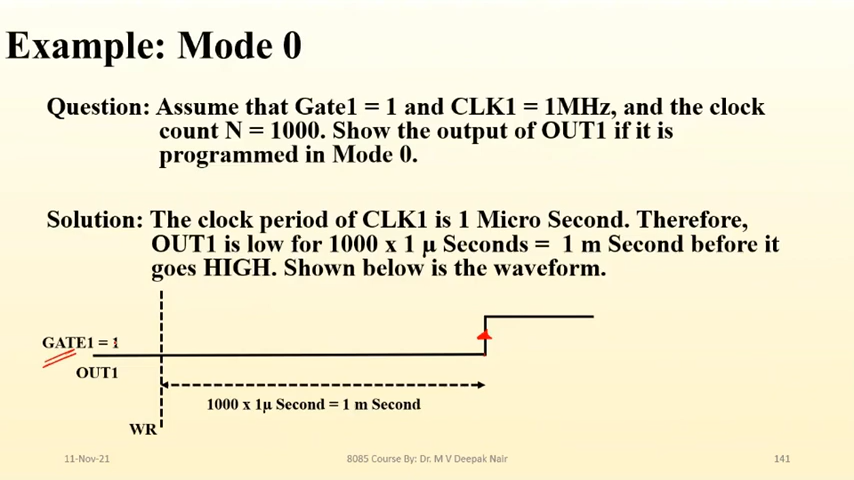 Example: Mode 0
Question: Assume that Gate1 = 1 and CLK1 = 1MHz, and the clock
count N = 1000. Show the output of OUT1 if it is
programmed in Mode 0.
Solution: The clock period of CLK1 is 1 Micro Second. Therefore,
OUT1 is low for 1000 x 1 µ Seconds = 1 m Second before it
goes HIGH. Shown below is the waveform.
GATE1 = 1
OUT1
1000 x 1µ Second = 1 m Second
WR
11-Nov-21 8085 Course By: Dr. M V Deepak Nair 141